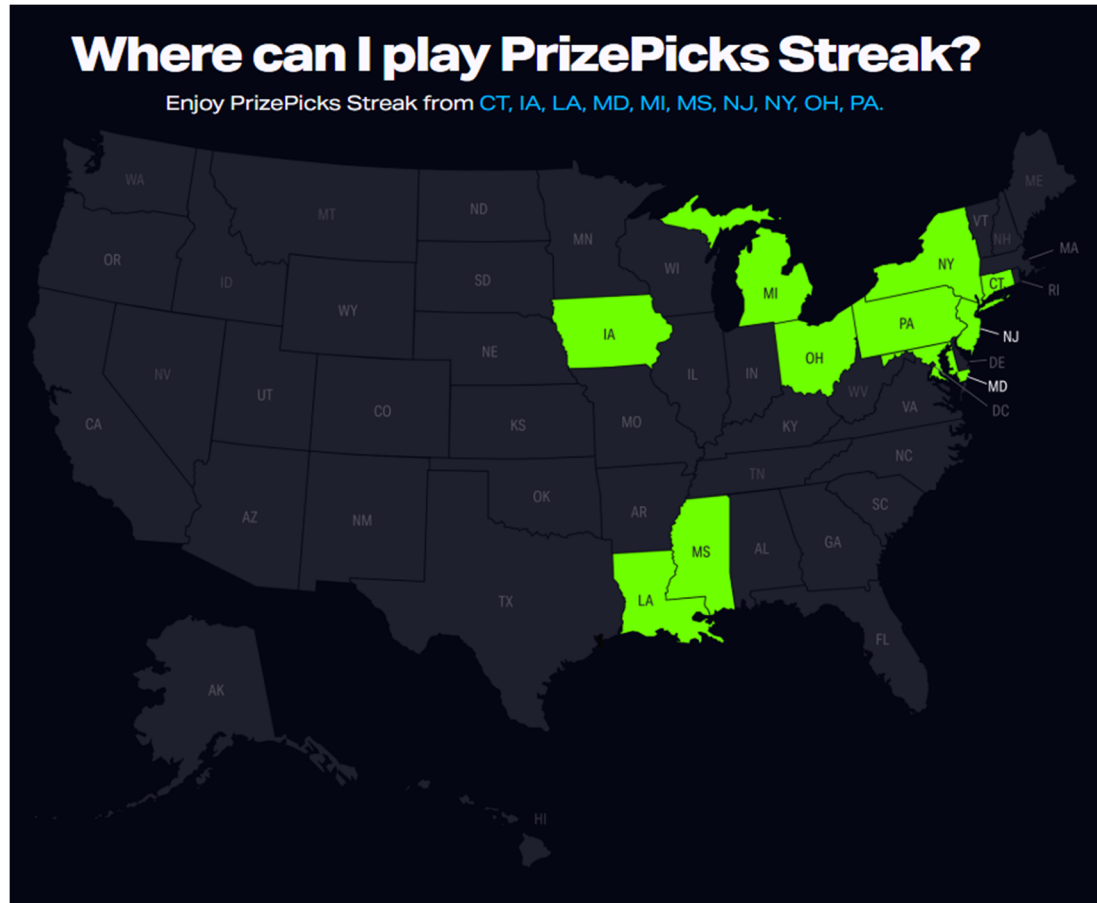 Where can I play PrizePicks Streak?
Enjoy PrizePicks Streak from CT, IA, LA, MD, MI, MS, NJ, NY, OH, PA.
WA
MT
ND
MN
ME
VT
NH
MA
RI
OR
ID
SD
WI
NY
CT
WY
MI
PA
NJ
IA
NE
OH
DE
MD
DC
NV
UT
CO
IL
IN
WV
VA
CA
KS
MO
KY
NC
TN
AZ
NM
OK
AR
SC
MS
AL
GA
TX
LA
FL
AK
HI